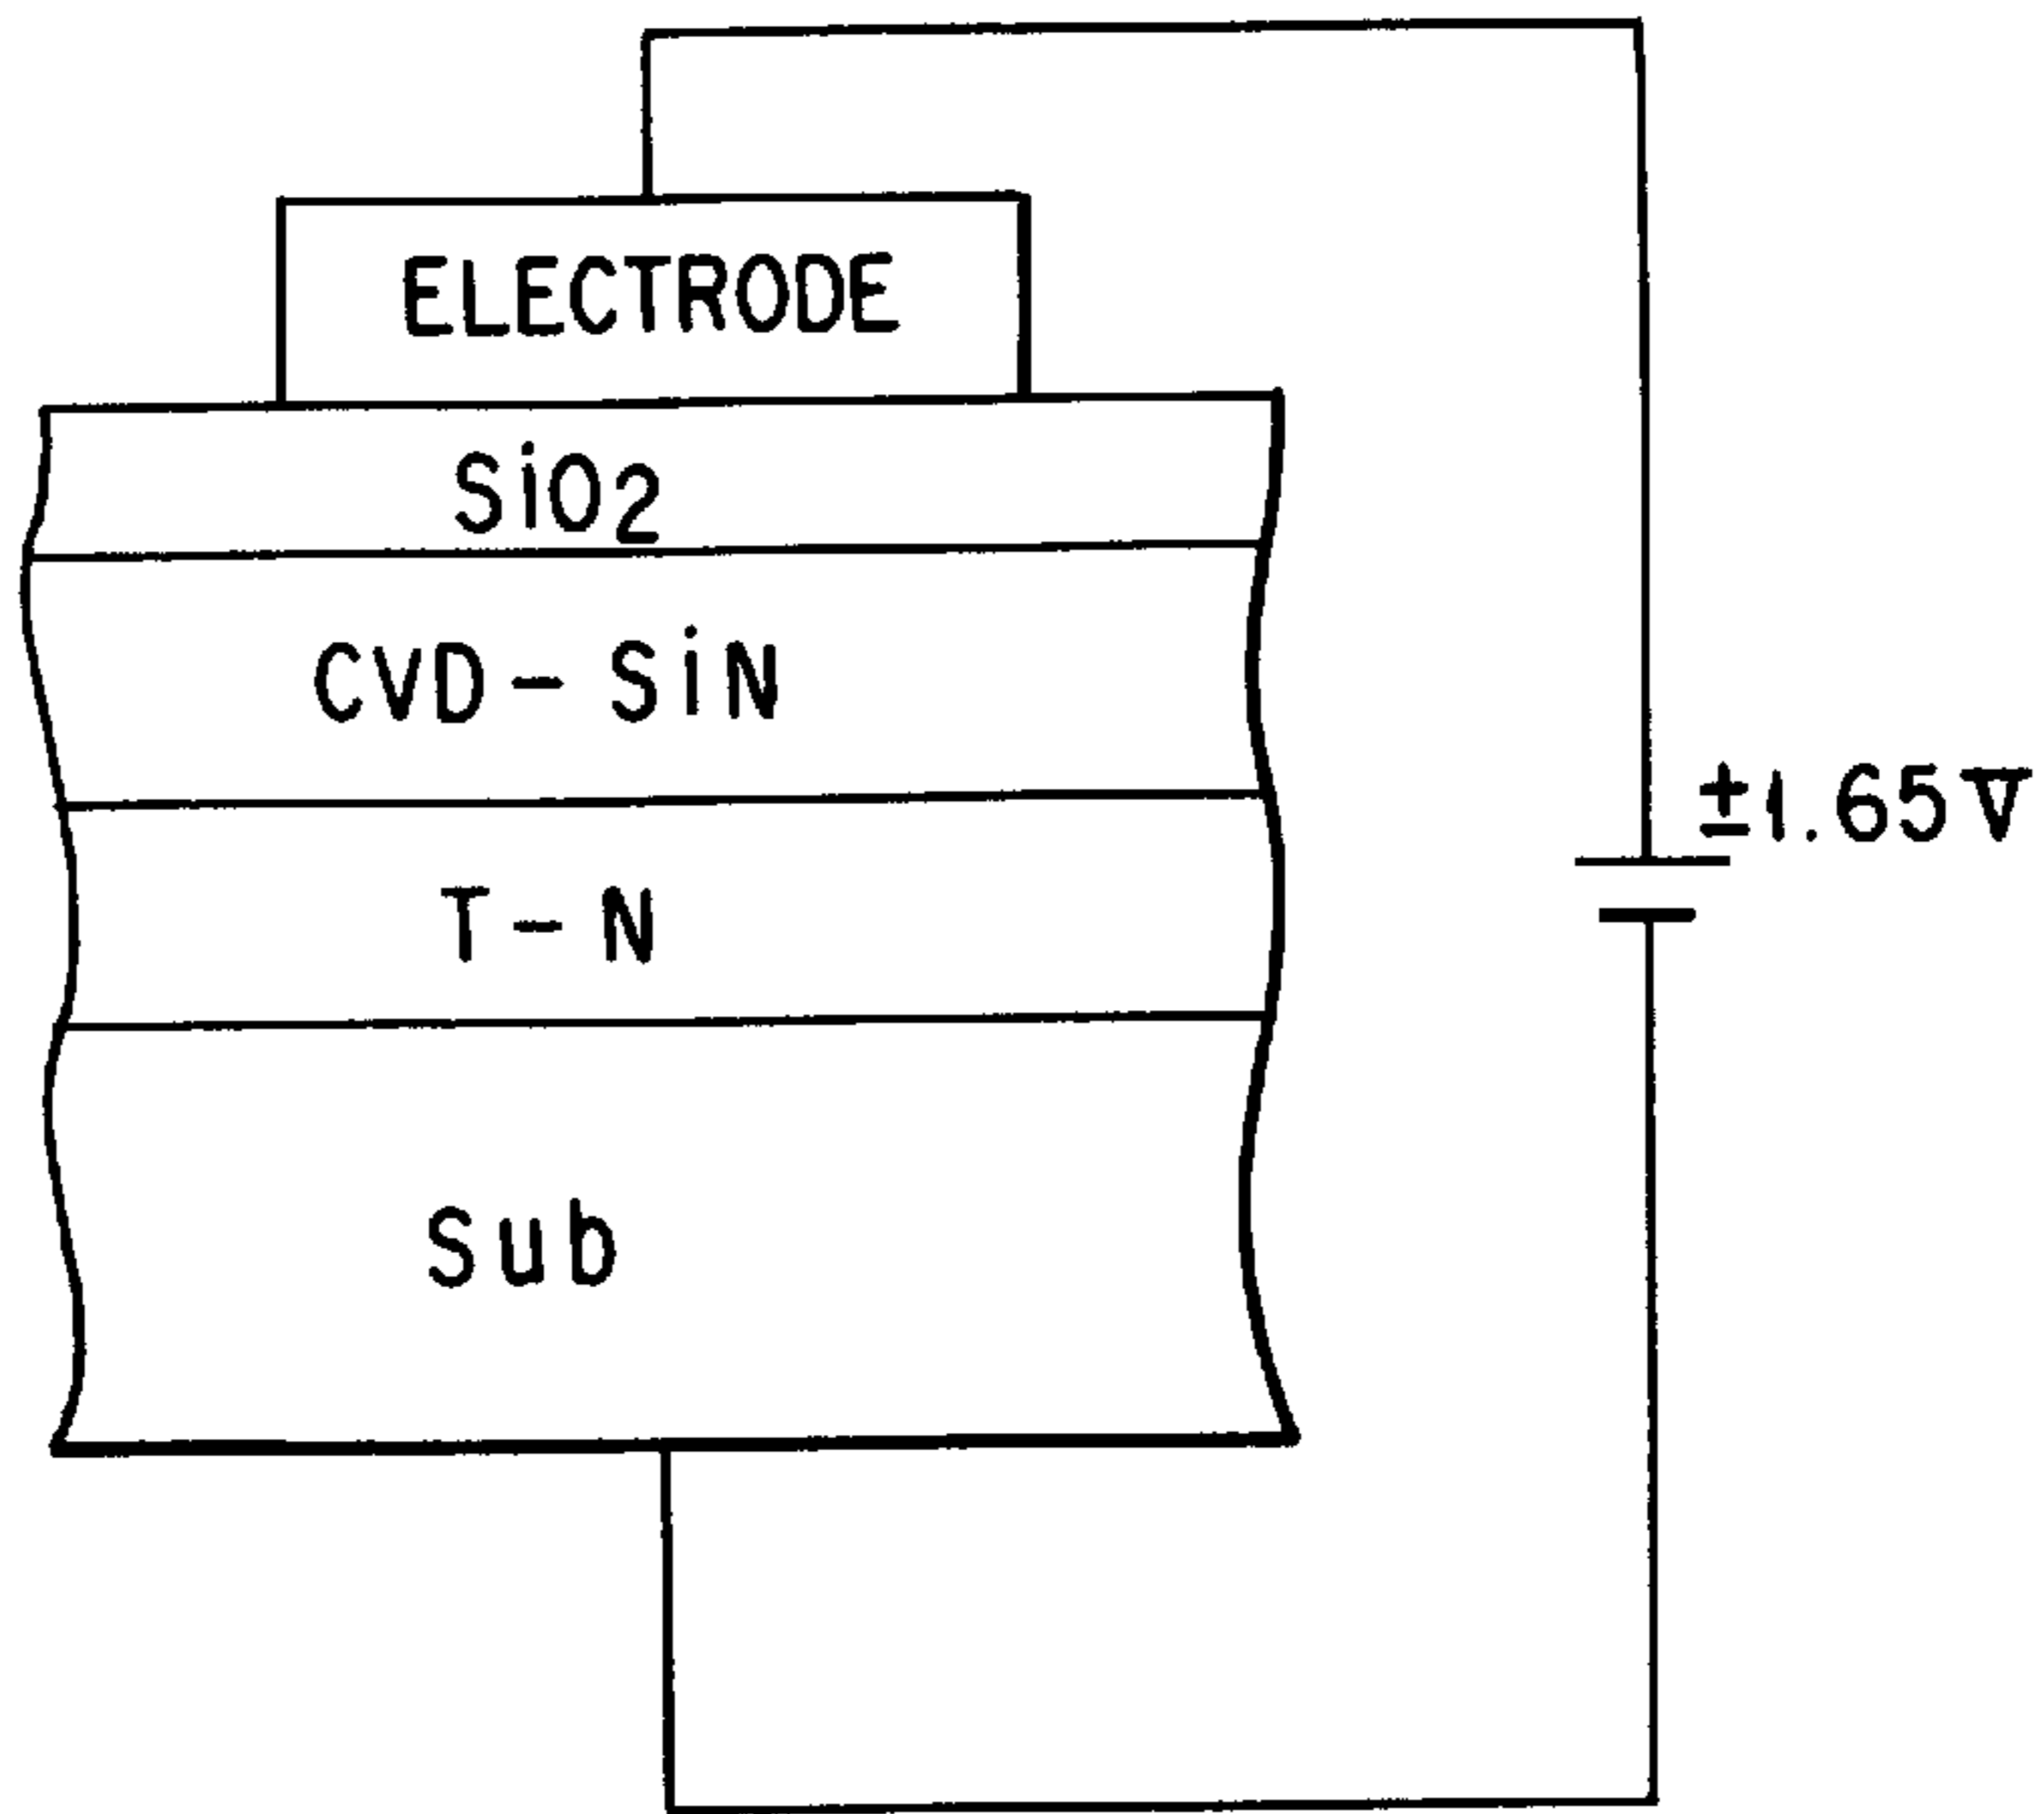 ELECTRODE
SiO2
CVD - SiN
T - N
Sub
±1.65V